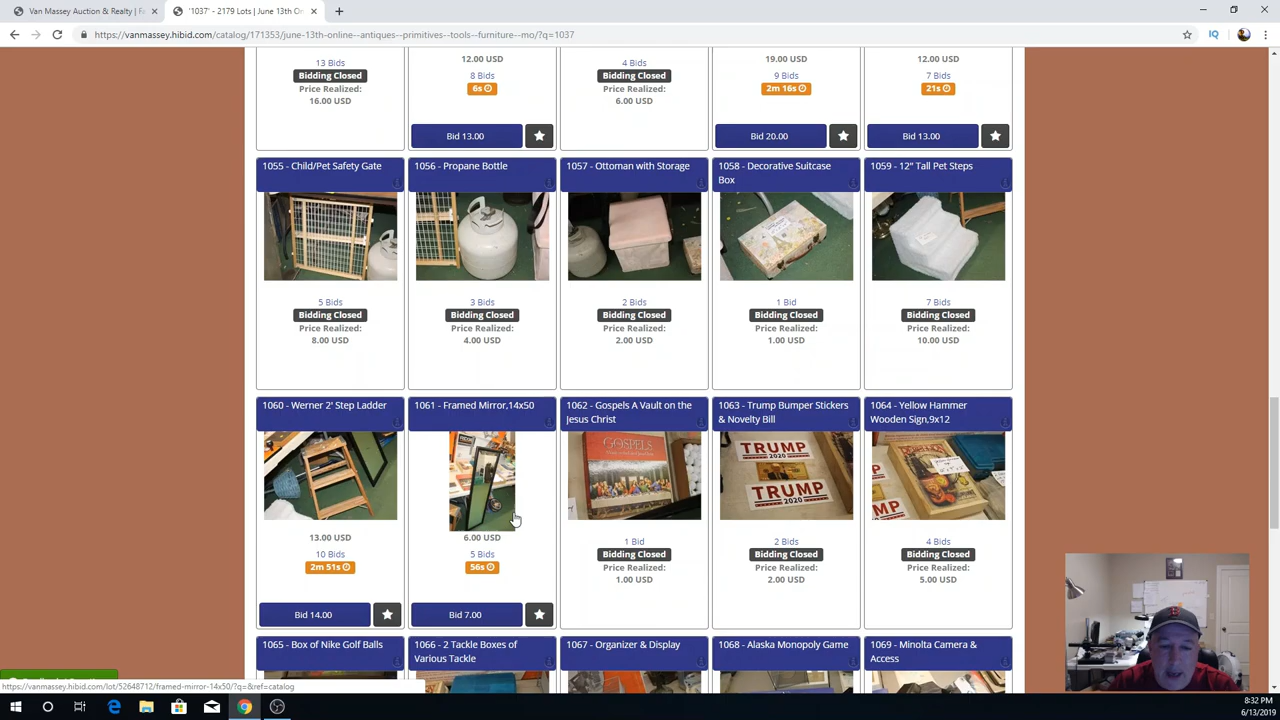 Van Massey Auction & Realty | F
'1037' - 2179 Lots | June 13th On
https://vanmassey.hibid.com/catalog/171353/june-13th-online--antiques--primitives--tools--furniture--mo/?q=1037
12.00 USD
19.00 USD
12.00 USD
13 Bids
8 Bids
4 Bids
9 Bids
7 Bids
Bidding Closed
6s
Bidding Closed
2m 16s
21s
Price Realized:
16.00 USD
Price Realized:
6.00 USD
Bid 13.00
Bid 20.00
Bid 13.00
1055 - Child/Pet Safety Gate
1056 - Propane Bottle
1057 - Ottoman with Storage
1058 - Decorative Suitcase
Box
1059 - 12" Tall Pet Steps
5 Bids
3 Bids
2 Bids
1 Bid
7 Bids
Bidding Closed
Bidding Closed
Bidding Closed
Bidding Closed
Bidding Closed
Price Realized:
Price Realized:
Price Realized:
Price Realized:
Price Realized:
8.00 USD
4.00 USD
2.00 USD
1.00 USD
10.00 USD
1060 - Werner 2' Step Ladder
1061 - Framed Mirror,14x50
1062 - Gospels A Vault on the
Jesus Christ
1063 - Trump Bumper Stickers
& Novelty Bill
1064 - Yellow Hammer
Wooden Sign,9x12
GOSPELS
TRUMP
2020
TRUMP
2020
13.00 USD
6.00 USD
10 Bids
5 Bids
1 Bid
2 Bids
4 Bids
2m 51s
56s
Bidding Closed
Bidding Closed
Bidding Closed
Price Realized:
Price Realized:
Price Realized:
1.00 USD
2.00 USD
5.00 USD
Bid 14.00
Bid 7.00
1065 - Box of Nike Golf Balls
1066 - 2 Tackle Boxes of
Various Tackle
1067 - Organizer & Display
1068 - Alaska Monopoly Game
1069 - Minolta Camera &
Access
https://vanmassey.hibid.com/lot/52648712/framed-mirror-14x50/?q=&ref=catalog
8:32 PM
6/13/2019